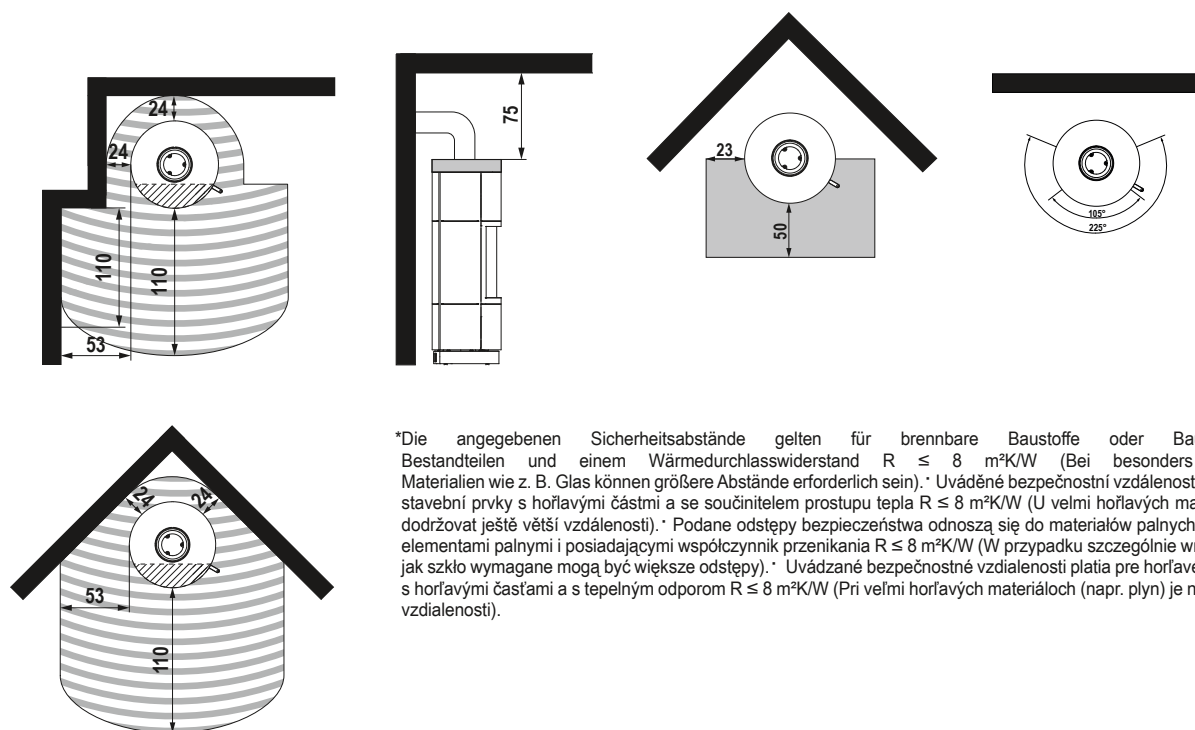 24
24
110
110
53
75
23
50
105°
225°
24
24
53
110
*Die angegebenen Sicherheitsabstände gelten für brennbare Baustoffe oder
Bestandteilen und einem Wärmedurchlasswiderstand R ≤ 8 m²K/W (Bei besonders
Materialien wie z. B. Glas können größere Abstände erforderlich sein).· Uváděné bezpečnostní
stavební prvky s hořlavými částmi a se součinitelem prostupu tepla R ≤ 8 m²K/W (U velmi hořlavých
dodržovat ještě větší vzdálenosti).· Podane odstępy bezpieczeństwa odnoszą się do materiałów palnych
elementami palnymi i posiadającymi współczynnik przenikania R ≤ 8 m²K/W (W przypadku szczególnie
jak szkło wymagane mogą być większe odstępy).· Uvádzané bezpečnostné vzdialenosti platia pre
s horľavými časťami a s tepelným odporom R ≤ 8 m²K/W (Pri veľmi horľavých materiáloch (napr. plyn) je
vzdialenosti).